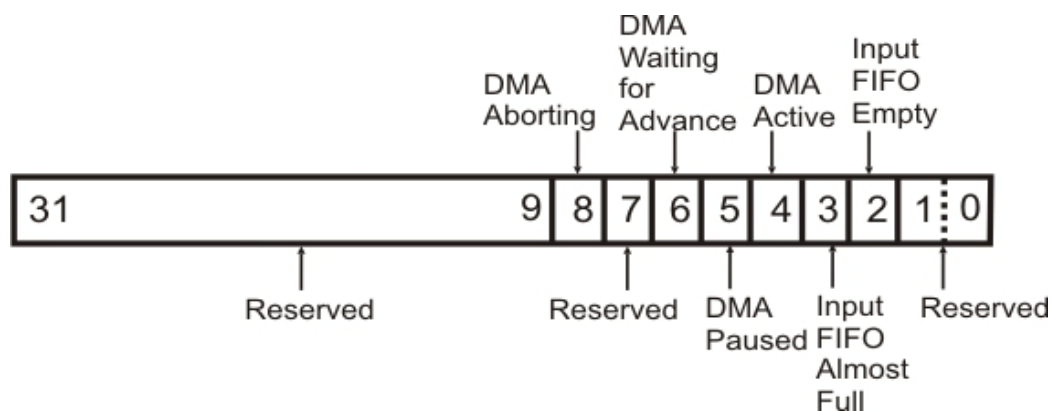 DMA
Aborting
DMA
Waiting
for
Advance
DMA
Active
Input
FIFO
Empty
31 9 8 7 6 5 4 3 2 1 0
Reserved
Reserved
DMA
Paused
Input
FIFO
Almost
Full
Reserved